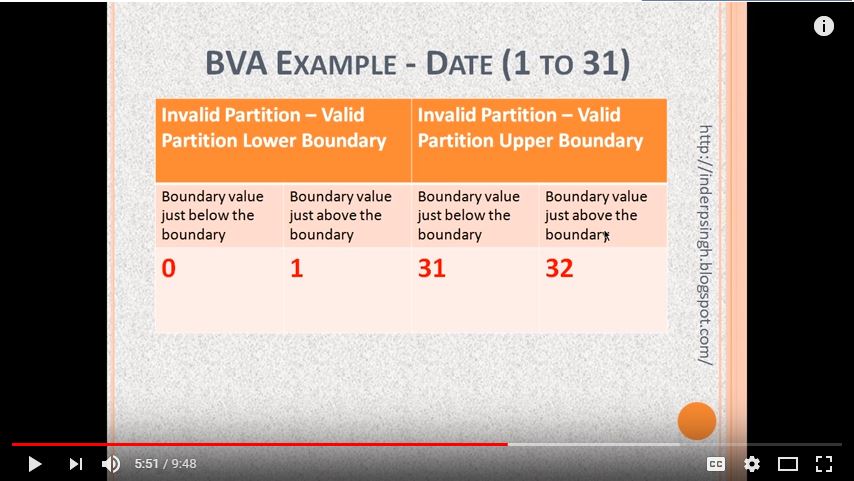 BVA EXAMPLE - DATE (1 TO 31)
Invalid Partition – Valid
Partition Lower Boundary
Invalid Partition – Valid
Partition Upper Boundary
Boundary value
just below the
boundary
Boundary value
just above the
boundary
Boundary value
just below the
boundary
Boundary value
just above the
boundary
0
1
31
32
http://inderpsingh.blogspot.com/
5:51 / 9:48
CC